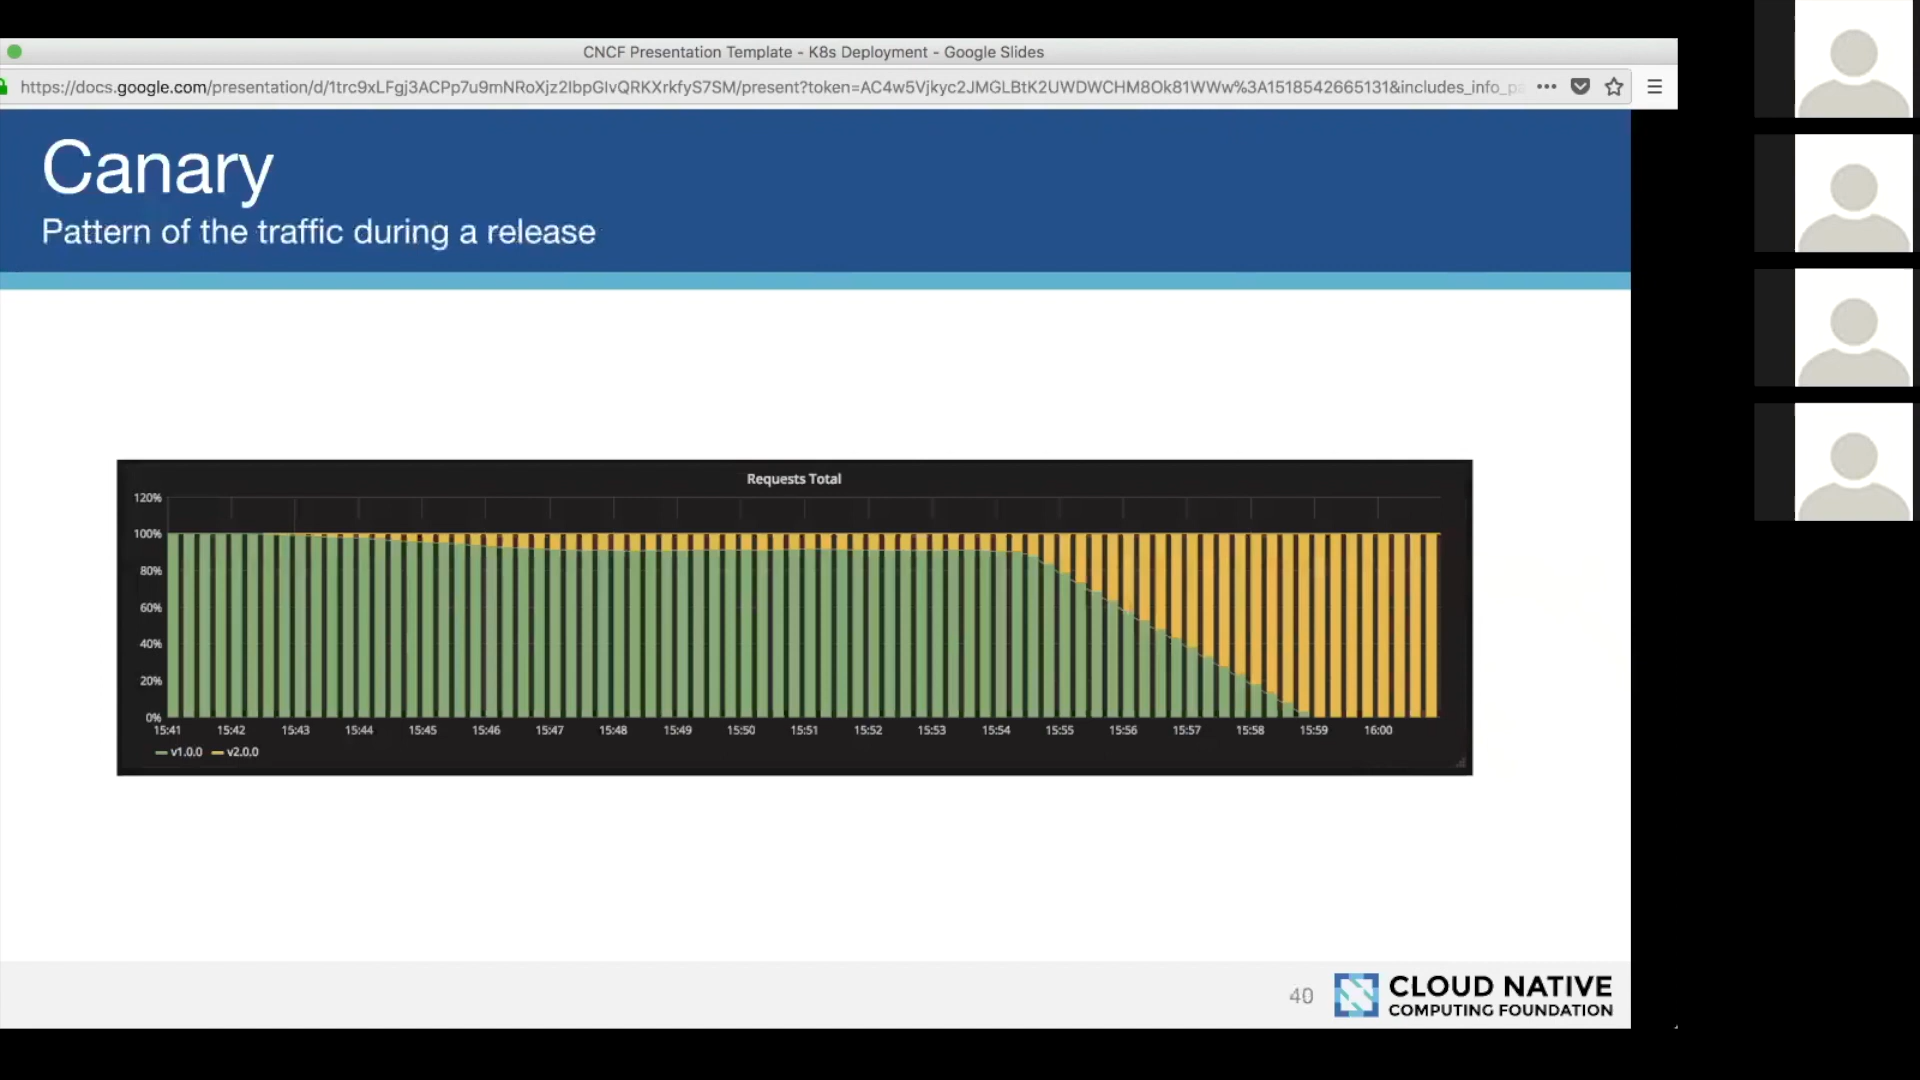 CNCF Presentation Template - K8s Deployment - Google Slides
https://docs.google.com/presentation/d/1trc9xLFgj3ACPp7u9mNRoXjz2IbpGIvQRKXrkfyS7SM/present?token=AC4w5Vjkyc2JMGLBtK2UWDWCHM8Ok81WWw%3A1518542665131&includes_info_pa
Canary
Pattern of the traffic during a release
Requests Total
120%
100%
80%
60%
40%
20%
0%
15:41 15:42 15:43 15:44 15:45 15:46 15:47 15:48 15:49 15:50 15:51 15:52 15:53 15:54 15:55 15:56 15:57 15:58 15:59 16:00
v1.0.0 v2.0.0
40
CLOUD NATIVE
COMPUTING FOUNDATION